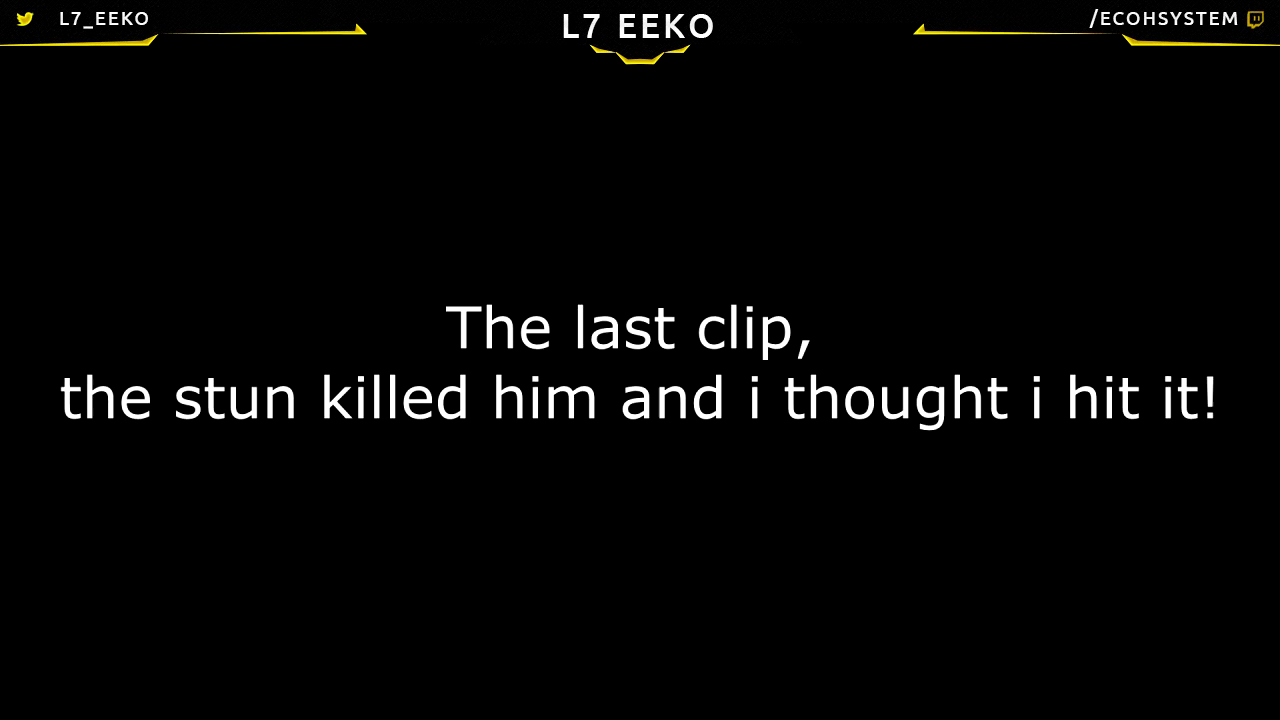 L7_EEKO
L7 EEKO
/ECOHSYSTEM
The last clip,
the stun killed him and i thought i hit it!